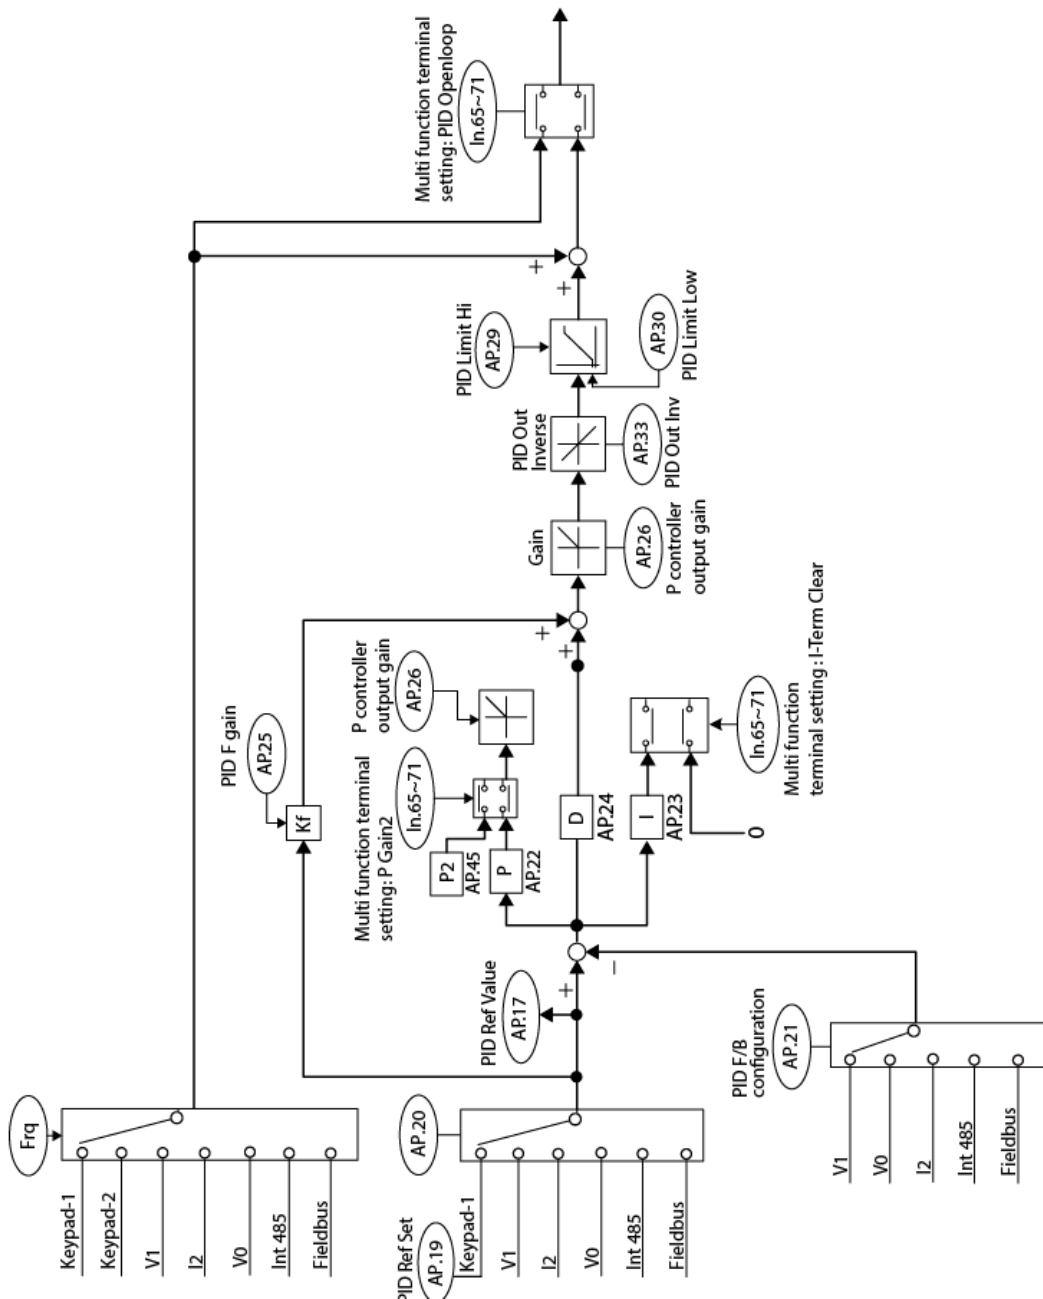 Keypad-1
Keypad-2
V1
I2
V0
Int 485
Fieldbus
Frq
PID Ref Set
AP.19
Keypad-1
V1
I2
V0
Int 485
Fieldbus
AP.20
PID Ref Value
AP.17
+
−
V1
V0
I2
Int 485
Fieldbus
PID F/B
configuration
AP.21
PID F gain
AP.25
Kf
Multi function terminal
setting: P Gain2
In.65~71
P2
AP.45
P
AP.22
P controller
output gain
AP.26
D
AP.24
I
AP.23
0
In.65~71
Multi function
terminal setting : I-Term Clear
+
+
Gain
AP.26
P controller
output gain
PID Out
Inverse
AP.33
PID Out Inv
PID Limit Hi
AP.29
AP.30
PID Limit Low
+
+
Multi function terminal
setting: PID Openloop
In.65~71